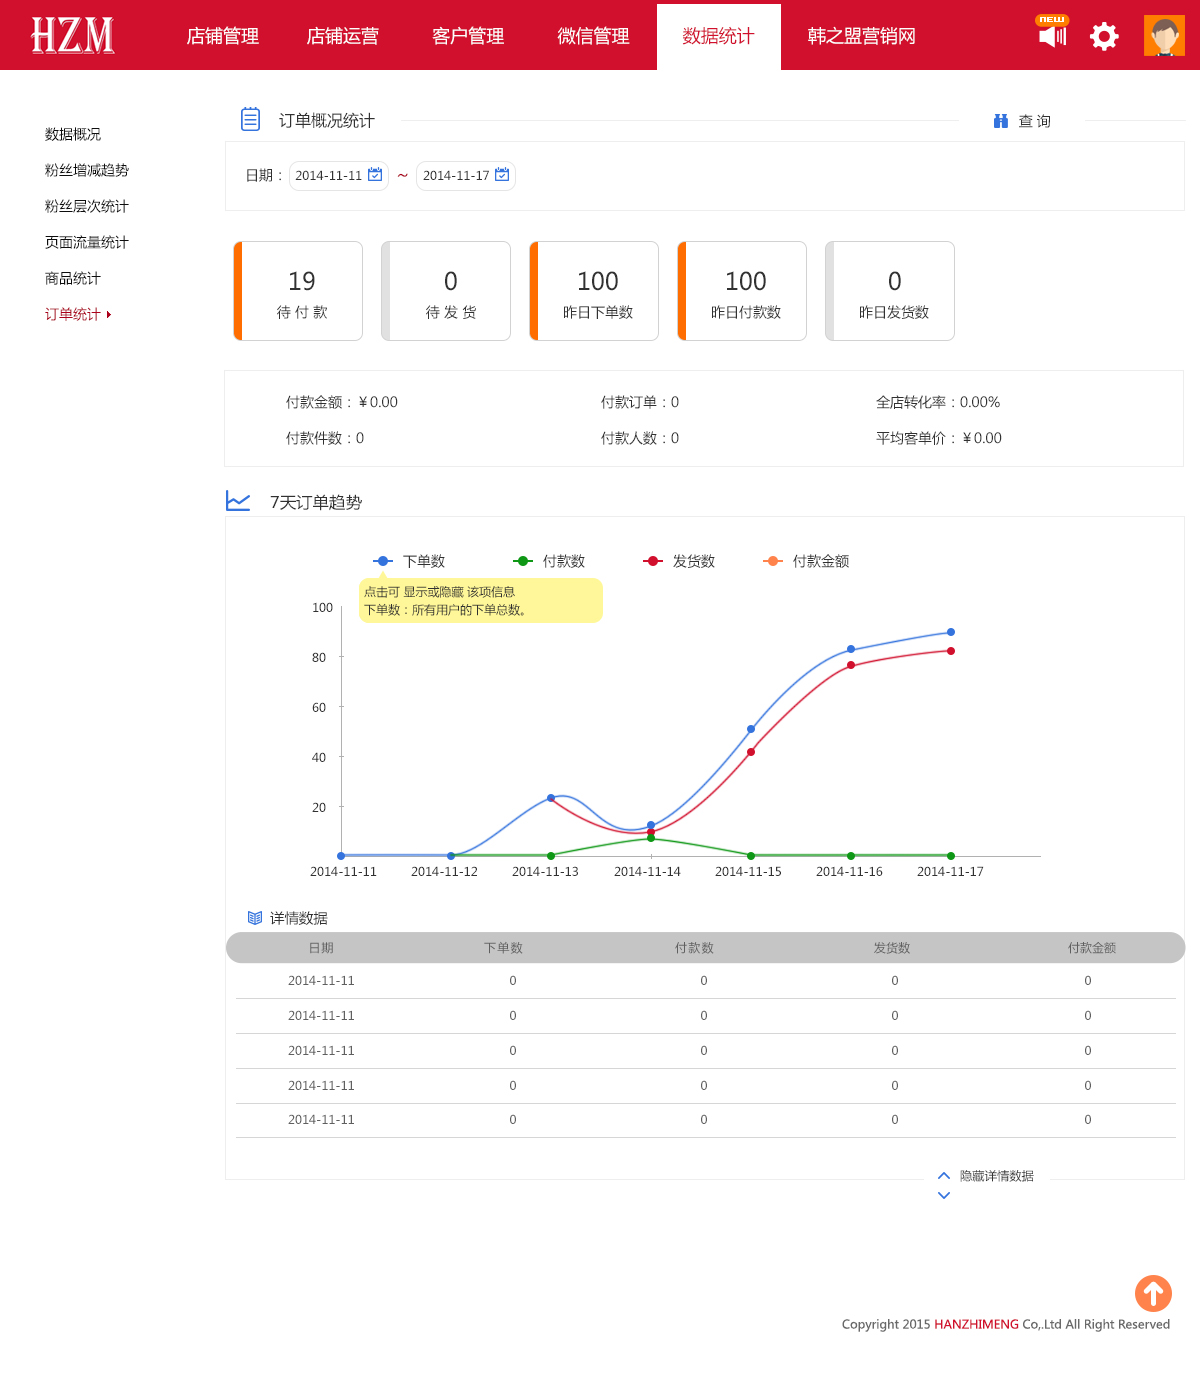 HZM 店铺管理 店铺运营 客户管理 微信管理 数据统计 韩之盟营销网 NEW
数据概况
粉丝增减趋势
粉丝层次统计
页面流量统计
商品统计
订单统计
订单概况统计 查 询
日期： 2014-11-11 ～ 2014-11-17
19 0 100 100 0
待 付 款 待 发 货 昨日下单数 昨日付款数 昨日发货数
付款金额：￥0.00 付款订单：0 全店转化率：0.00%
付款件数：0 付款人数：0 平均客单价：￥0.00
7天订单趋势
下单数 付款数 发货数 付款金额
点击可 显示或隐藏 该项信息
下单数：所有用户的下单总数。
100
80
60
40
20
2014-11-11 2014-11-12 2014-11-13 2014-11-14 2014-11-15 2014-11-16 2014-11-17
详情数据
日期 下单数 付款数 发货数 付款金额
2014-11-11 0 0 0 0
2014-11-11 0 0 0 0
2014-11-11 0 0 0 0
2014-11-11 0 0 0 0
2014-11-11 0 0 0 0
隐藏详情数据
Copyright 2015 HANZHIMENG Co,.Ltd All Right Reserved